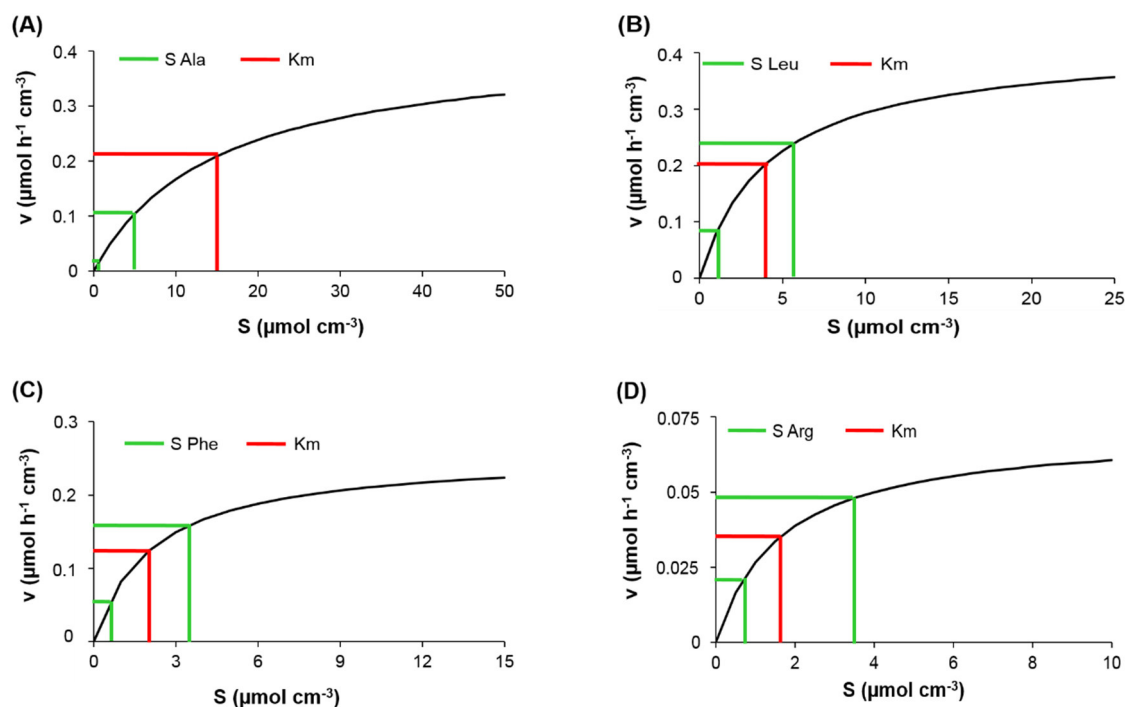 (A)
S Ala Km
0.4
0.3
0.2
0.1
0
v (µmol h⁻¹ cm⁻³)
0 10 20 30 40 50
S (µmol cm⁻³)
(B)
S Leu Km
0.4
0.3
0.2
0.1
0
v (µmol h⁻¹ cm⁻³)
0 5 10 15 20 25
S (µmol cm⁻³)
(C)
S Phe Km
0.3
0.2
0.1
0
v (µmol h⁻¹ cm⁻³)
0 3 6 9 12 15
S (µmol cm⁻³)
(D)
S Arg Km
0.075
0.05
0.025
0
v (µmol h⁻¹ cm⁻³)
0 2 4 6 8 10
S (µmol cm⁻³)